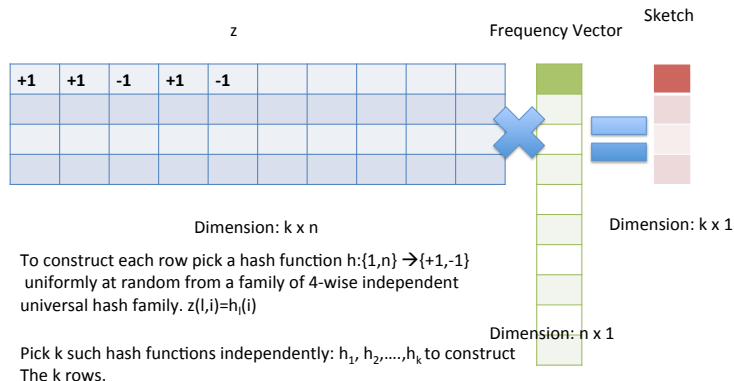 z
Frequency Vector
Sketch
+1 +1 -1 +1 -1
Dimension: k x n
Dimension: k x 1
To construct each row pick a hash function h:{1,n} →{+1,-1}
uniformly at random from a family of 4-wise independent
universal hash family. z(l,i)=hₗ(i)
Dimension: n x 1
Pick k such hash functions independently: h₁, h₂,….,hₖ to construct
The k rows.